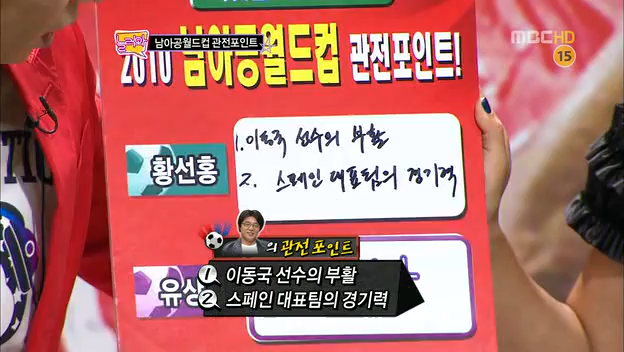 남아공월드컵 관전포인트
MBC HD
15
2010 남아공월드컵 관전포인트!
황선홍
1. 이동국 선수의 부활
2. 스페인 대표팀의 경기력
의 관전 포인트
유상
1 이동국 선수의 부활
2 스페인 대표팀의 경기력